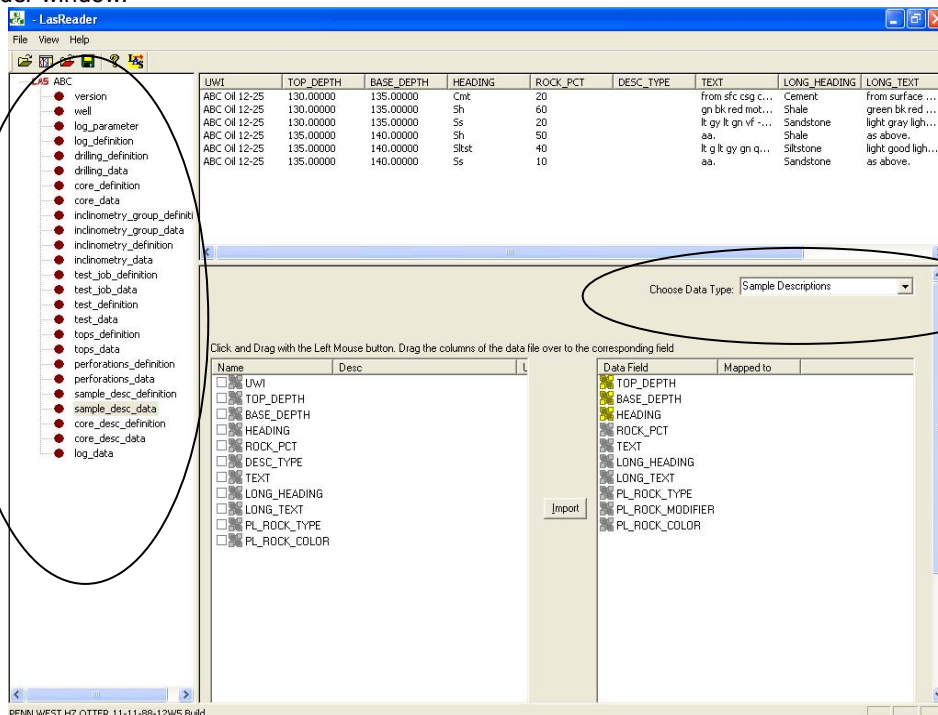 der window.
- LasReader
File View Help
LAS ABC
version
well
log_parameter
log_definition
drilling_definition
drilling_data
core_definition
core_data
inclinometry_group_definiti
inclinometry_group_data
inclinometry_definition
inclinometry_data
test_job_definition
test_job_data
test_definition
test_data
tops_definition
tops_data
perforations_definition
perforations_data
sample_desc_definition
sample_desc_data
core_desc_definition
core_desc_data
log_data
UWI TOP_DEPTH BASE_DEPTH HEADING ROCK_PCT DESC_TYPE TEXT LONG_HEADING LONG_TEXT
ABC Oil 12-25 130.00000 135.00000 Cmt 20 from sfc csg c... Cement from surface ...
ABC Oil 12-25 130.00000 135.00000 Sh 60 gn bk red mot... Shale green bk red ...
ABC Oil 12-25 130.00000 135.00000 Ss 20 lt gy lt gn vf -... Sandstone light gray ligh...
ABC Oil 12-25 135.00000 140.00000 Sh 50 aa. Shale as above.
ABC Oil 12-25 135.00000 140.00000 Sltst 40 lt g lt gy gn q... Siltstone light good ligh...
ABC Oil 12-25 135.00000 140.00000 Ss 10 aa. Sandstone as above.
Choose Data Type: Sample Descriptions
Click and Drag with the Left Mouse button. Drag the columns of the data file over to the corresponding field
Name Desc U
UWI
TOP_DEPTH
BASE_DEPTH
HEADING
ROCK_PCT
DESC_TYPE
TEXT
LONG_HEADING
LONG_TEXT
PL_ROCK_TYPE
PL_ROCK_COLOR
Import
Data Field Mapped to
TOP_DEPTH
BASE_DEPTH
HEADING
ROCK_PCT
TEXT
LONG_HEADING
LONG_TEXT
PL_ROCK_TYPE
PL_ROCK_MODIFIER
PL_ROCK_COLOR
PENN WEST HZ OTTER 11-11-88-12W5 Build